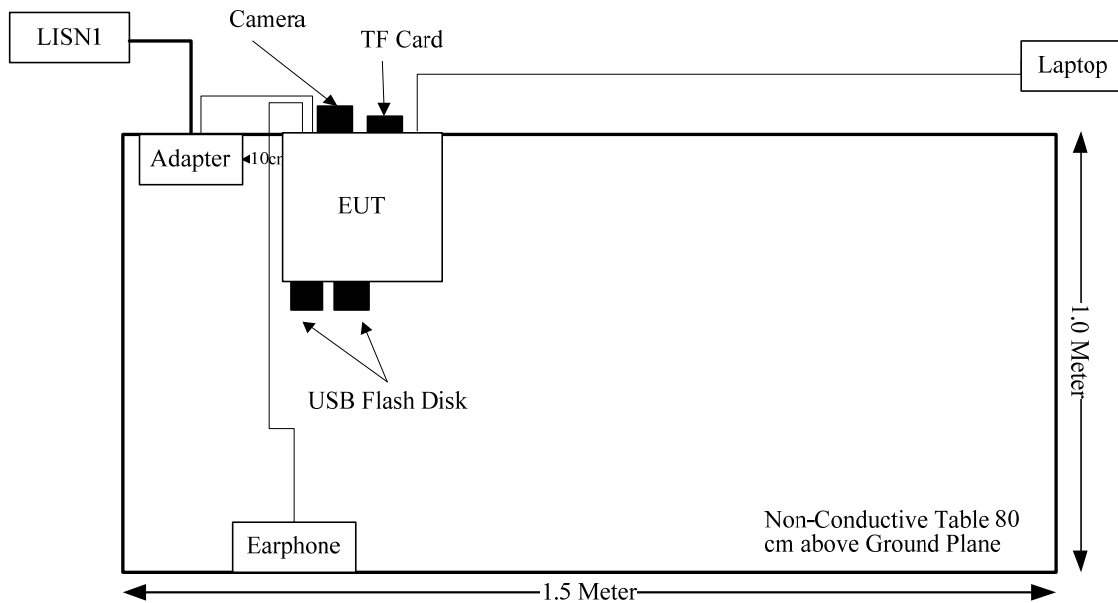 Camera
LISN1
TF Card
Laptop
Adapter
10cm
EUT
1.0 Meter
USB Flash Disk
Non-Conductive Table 80
cm above Ground Plane
Earphone
1.5 Meter